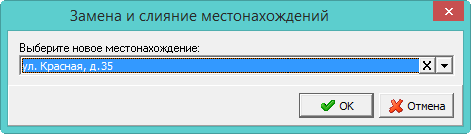 Замена и слияние местонахождений
Выберите новое местонахождение:
ул. Красная, д.35
OK
Отмена